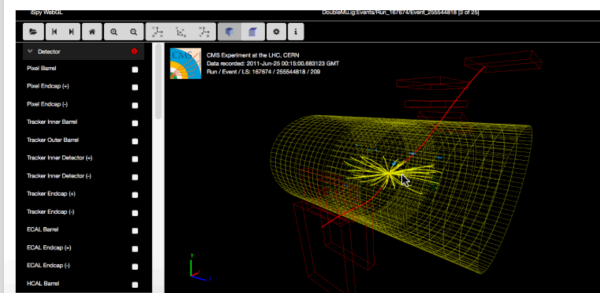 iSpy WebGL
DoubleMu.ig:Events/Run_167674/Event_255544818 [3 of 25]
Detector
Pixel Barrel
Pixel Endcap (+)
Pixel Endcap (-)
Tracker Inner Barrel
Tracker Outer Barrel
Tracker Inner Detector (+)
Tracker Inner Detector (-)
Tracker Endcap (+)
Tracker Endcap (-)
ECAL Barrel
ECAL Endcap (+)
ECAL Endcap (-)
HCAL Barrel
CMS
CMS Experiment at the LHC, CERN
Data recorded: 2011-Jun-25 00:15:00.683123 GMT
Run / Event / LS: 167674 / 255544818 / 209